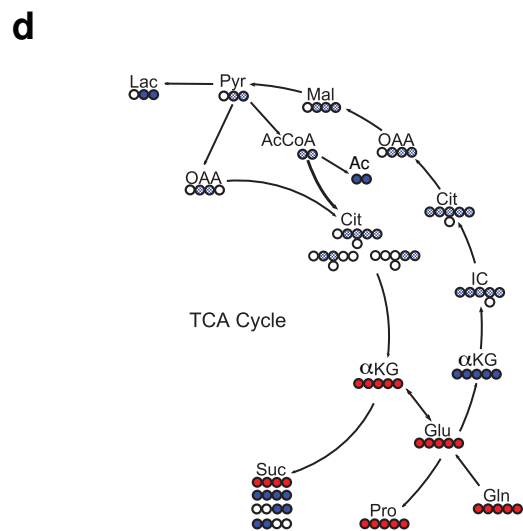 d
Lac
Pyr
Mal
AcCoA
Ac
OAA
OAA
Cit
Cit
IC
TCA Cycle
αKG
αKG
Glu
Suc
Pro
Gln